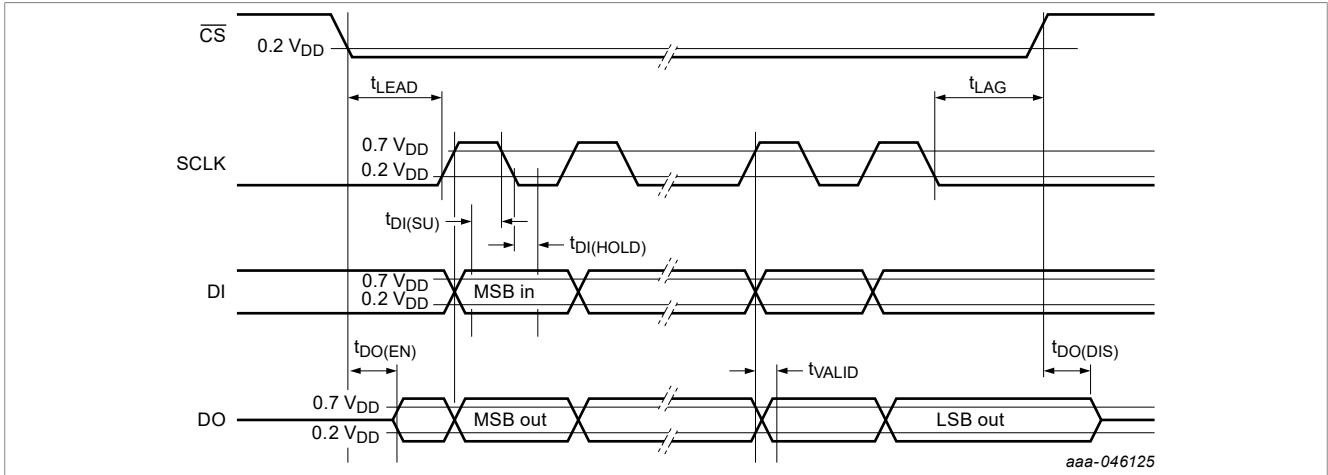 CS
0.2 VDD
tLEAD
tLAG
SCLK
0.7 VDD
0.2 VDD
tDI(SU)
tDI(HOLD)
DI
0.7 VDD
0.2 VDD
MSB in
tDO(EN)
tVALID
tDO(DIS)
DO
0.7 VDD
0.2 VDD
MSB out
LSB out
aaa-046125